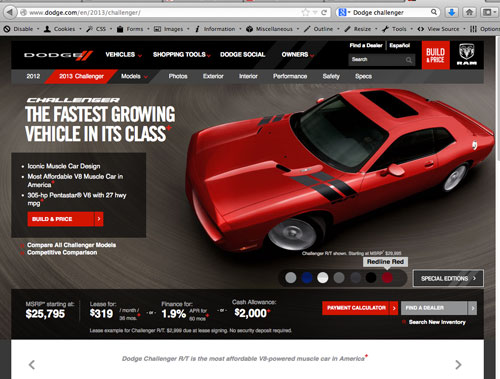 www.dodge.com/en/2013/challenger/
Dodge challenger
Disable Cookies CSS Forms Images Information Miscellaneous Outline Resize Tools View Source Options
DODGE
VEHICLES SHOPPING TOOLS DODGE SOCIAL OWNERS
Find a Dealer Español
Search
BUILD & PRICE
RAM
2012 2013 Challenger Models Photos Exterior Interior Performance Safety Specs
CHALLENGER
THE FASTEST GROWING
VEHICLE IN ITS CLASS+
• Iconic Muscle Car Design
• Most Affordable V8 Muscle Car in
America+
• 305-hp Pentastar® V6 with 27 hwy
mpg+
BUILD & PRICE
Compare All Challenger Models
Competitive Comparison
Challenger R/T shown. Starting at MSRP* $28,995
Redline Red
SPECIAL EDITIONS
MSRP* starting at:
$25,795
Lease for:
$319 / month / 36 mos.+
- or -
Finance for:
1.9% APR for 60 mos+
- or -
Cash Allowance:
$2,000+
Lease example for Challenger R/T: $2,999 due at lease signing. No security deposit required.
PAYMENT CALCULATOR
FIND A DEALER
Search New Inventory
Dodge Challenger R/T is the most affordable V8-powered muscle car in America+